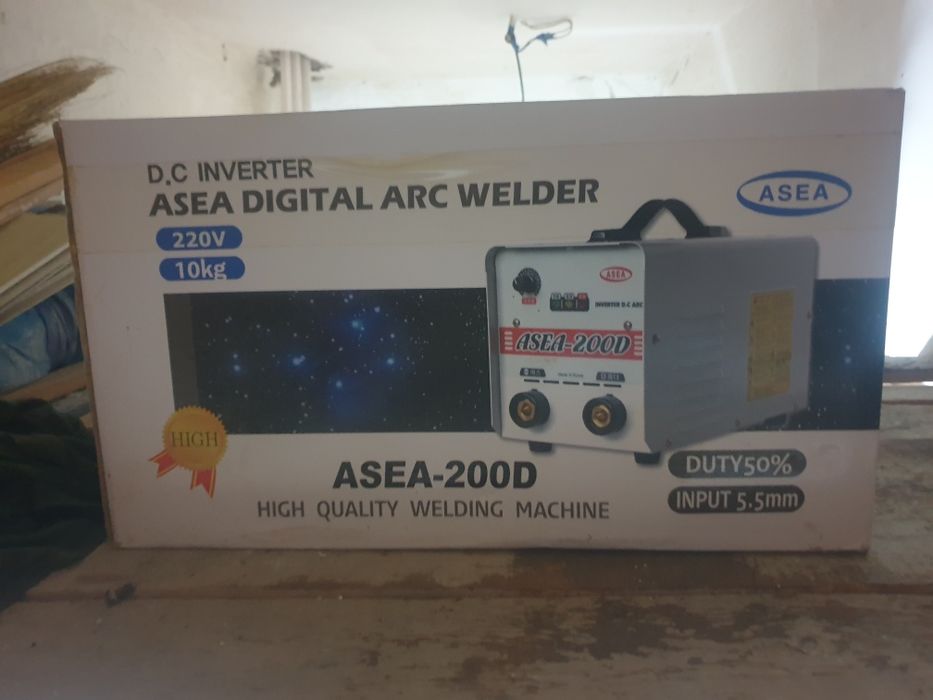 D.C INVERTER
ASEA DIGITAL ARC WELDER
ASEA
220V
10kg
ASEA
INVERTER D.C ARC
ASEA-200D
HIGH
ASEA-200D
HIGH QUALITY WELDING MACHINE
DUTY50%
INPUT 5.5mm